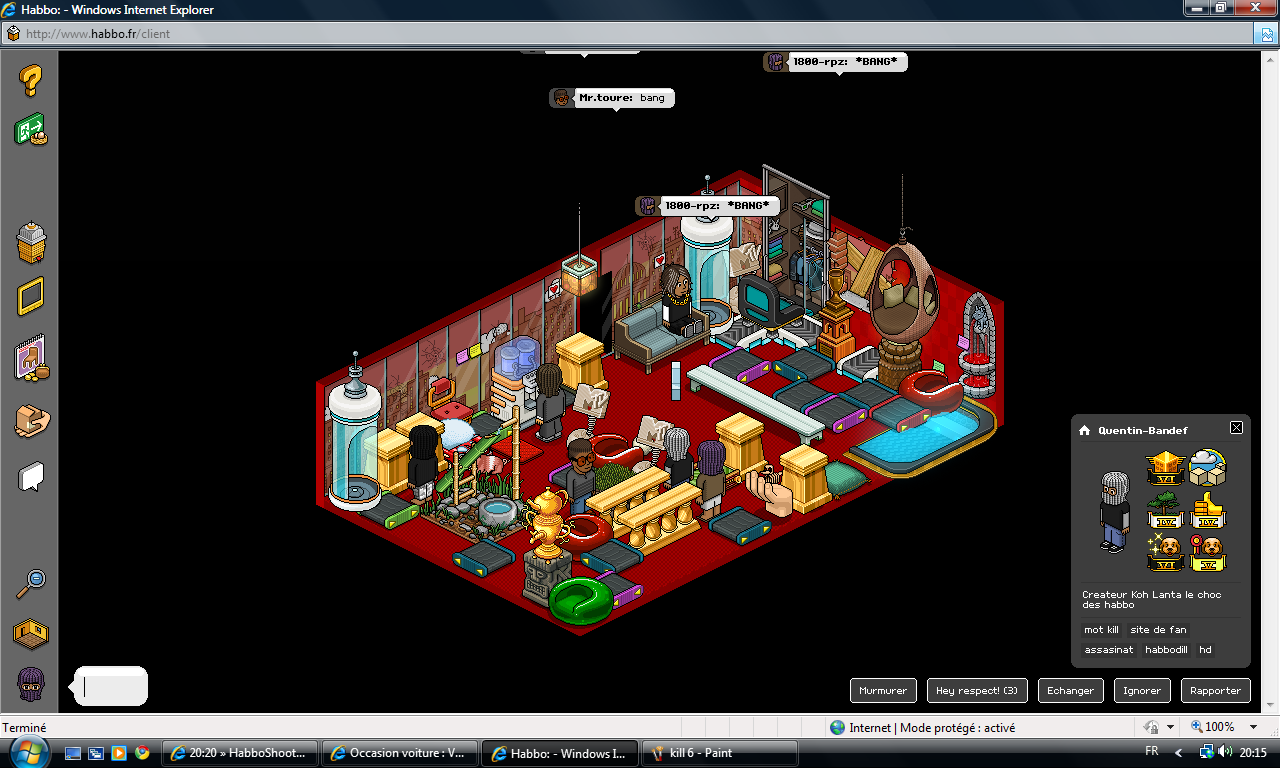 Habbo: - Windows Internet Explorer
http://www.habbo.fr/client
1800-rpz: *BANG*
Mr.toure: bang
1800-rpz: *BANG*
Quentin-Bandef
Createur Koh Lanta le choc
des habbo
mot kill site de fan
assasinat habbodill hd
Murmurer Hey respect! (3) Echanger Ignorer Rapporter
Terminé Internet | Mode protégé : activé 100%
20:20 » HabboShoot... Occasion voiture : V... Habbo: - Windows I... kill 6 - Paint FR 20:15